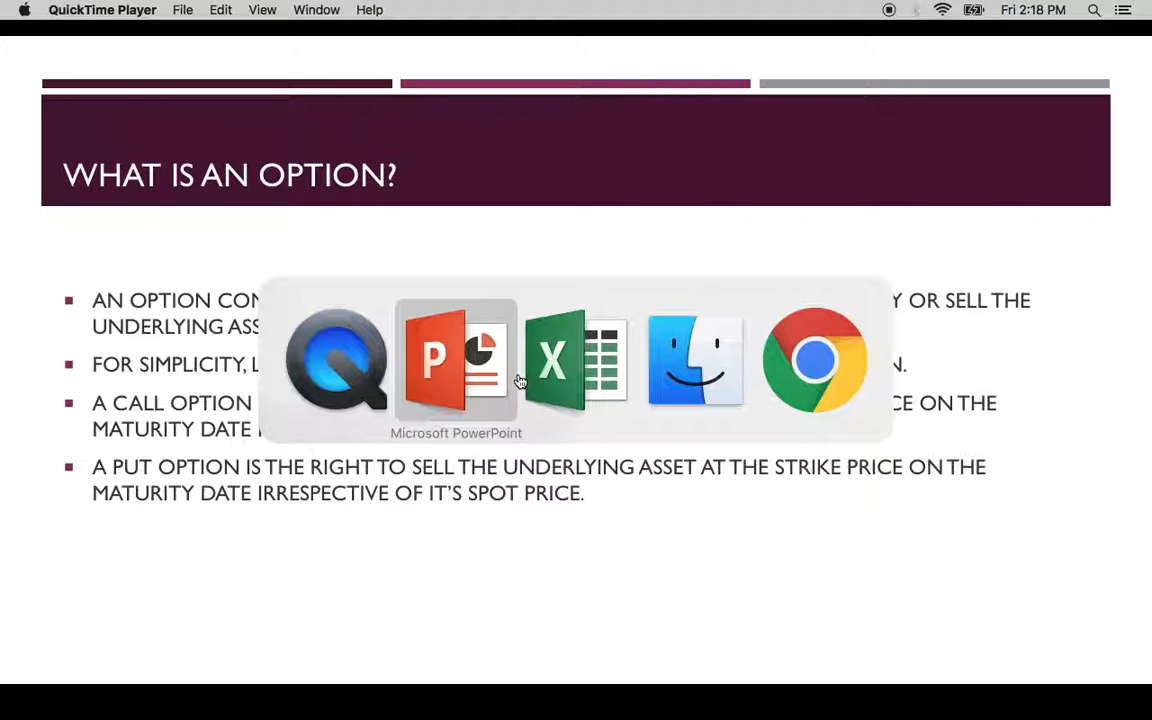 QuickTime Player File Edit View Window Help Fri 2:18 PM
WHAT IS AN OPTION?
AN OPTION CON Y OR SELL THE
UNDERLYING ASS
FOR SIMPLICITY, L N.
A CALL OPTION CE ON THE
MATURITY DATE
Microsoft PowerPoint
A PUT OPTION IS THE RIGHT TO SELL THE UNDERLYING ASSET AT THE STRIKE PRICE ON THE
MATURITY DATE IRRESPECTIVE OF IT'S SPOT PRICE.